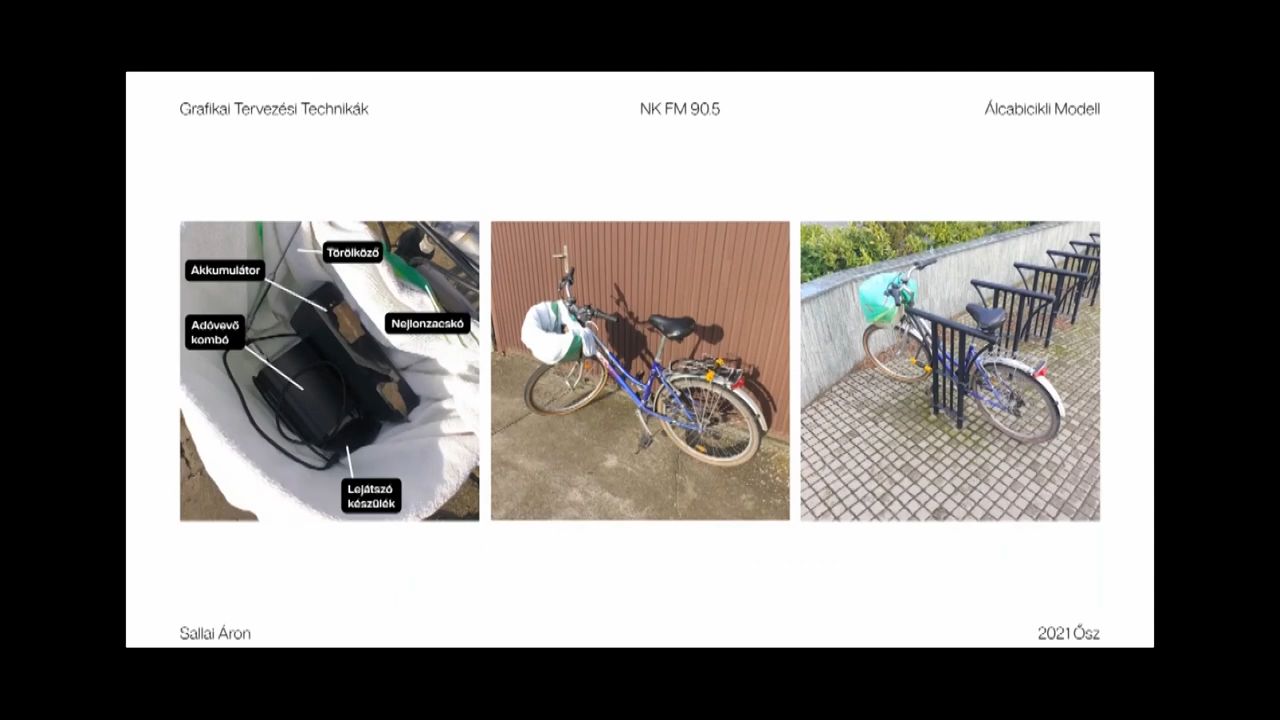 Grafikai Tervezési Technikák
NK FM 90.5
Álcabicikli Modell
Törölköző
Akkumulátor
Adóvevő
kombó
Nejlonzacskó
Lejátszó
készülék
Sallai Áron
2021 Ősz